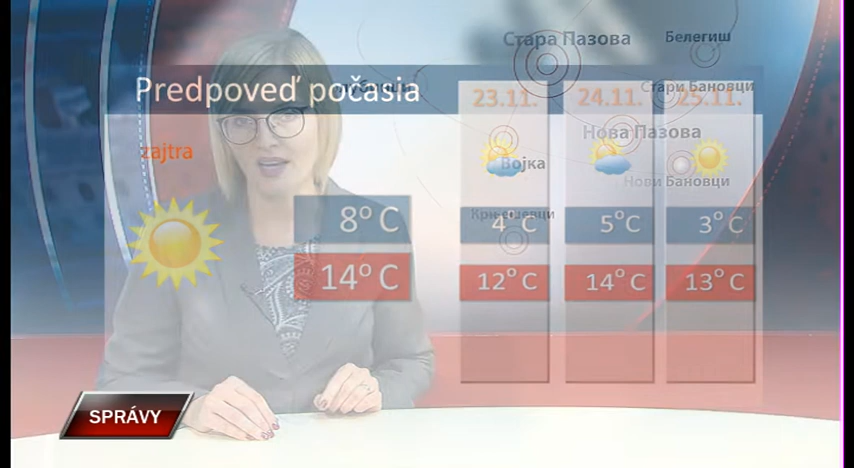 Стара Пазова
Белегиш
Predpoveď počasia
23.11.
24.11.
25.11.
Стари Бановци
Нова Пазова
zajtra
Војка
Нови Бановци
Крњешевци
8°C
4°C
5°C
3°C
14°C
12°C
14°C
13°C
SPRÁVY